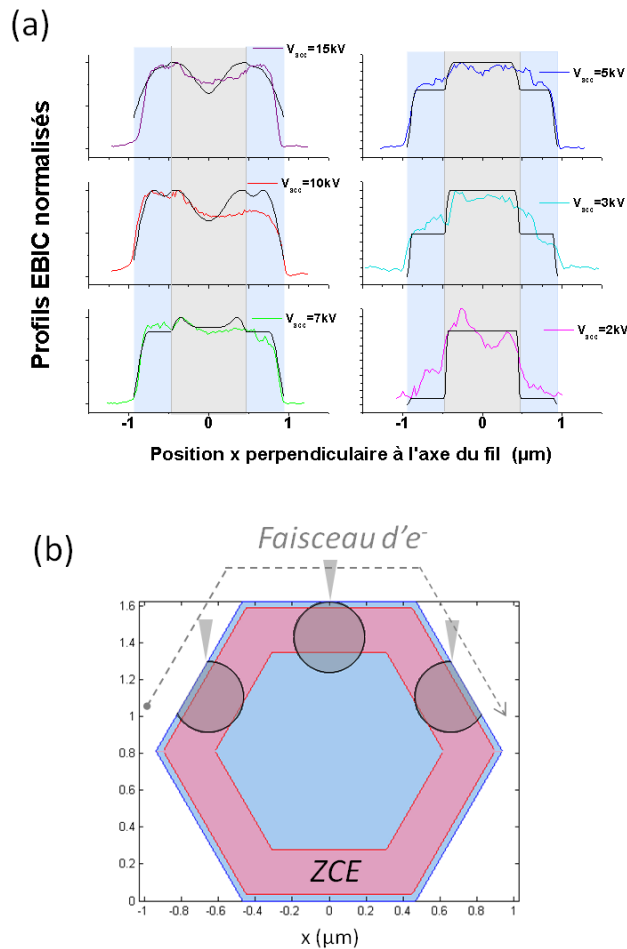 (a)
Profils EBIC normalisés
V_acc=15kV
V_acc=5kV
V_acc=10kV
V_acc=3kV
V_acc=7kV
V_acc=2kV
-1 0 1
-1 0 1
Position x perpendiculaire à l'axe du fil (µm)
(b)
Faisceau d'e⁻
1.6
1.4
1.2
1
0.8
0.6
0.4
0.2
0
ZCE
-1 -0.8 -0.6 -0.4 -0.2 0 0.2 0.4 0.6 0.8 1
x (µm)